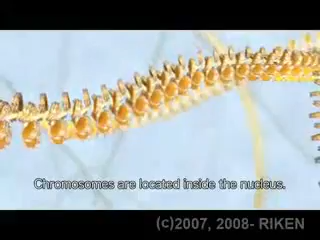 Chromosomes are located inside the nucleus.
(c)2007, 2008- RIKEN